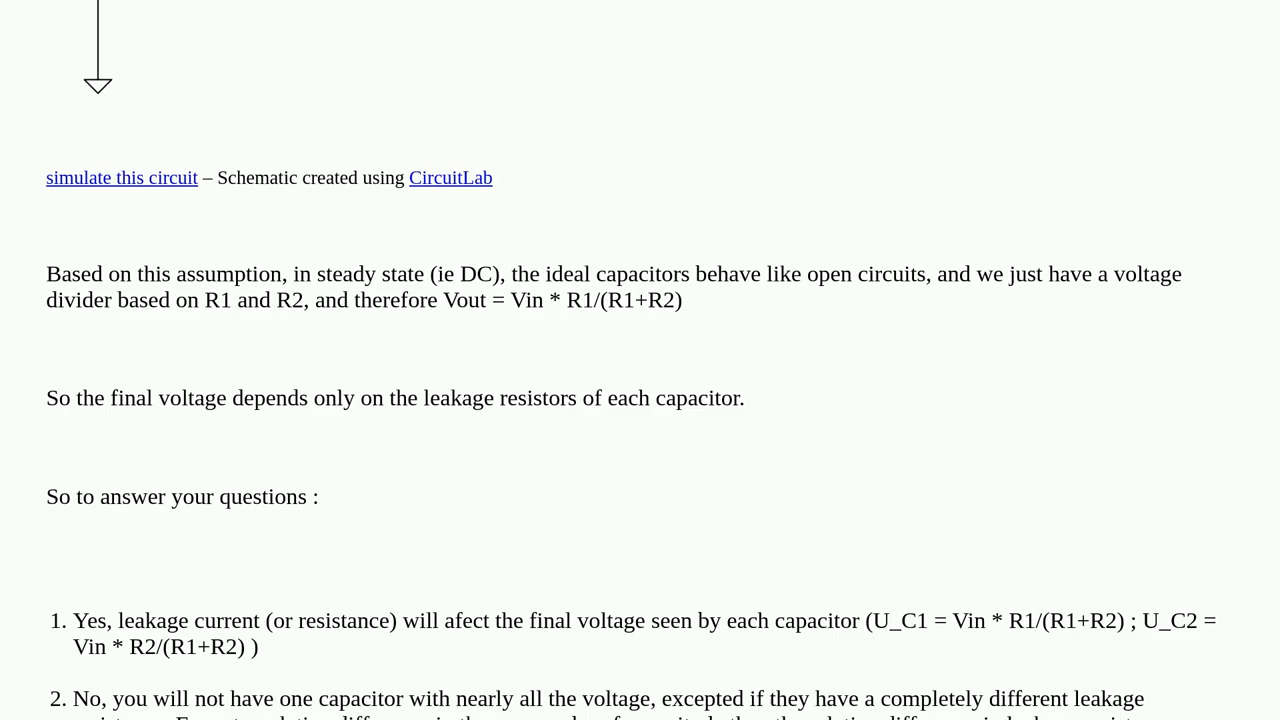 simulate this circuit – Schematic created using CircuitLab
Based on this assumption, in steady state (ie DC), the ideal capacitors behave like open circuits, and we just have a voltage
divider based on R1 and R2, and therefore Vout = Vin * R1/(R1+R2)
So the final voltage depends only on the leakage resistors of each capacitor.
So to answer your questions :
1. Yes, leakage current (or resistance) will afect the final voltage seen by each capacitor (U_C1 = Vin * R1/(R1+R2) ; U_C2 =
Vin * R2/(R1+R2) )
2. No, you will not have one capacitor with nearly all the voltage, excepted if they have a completely different leakage